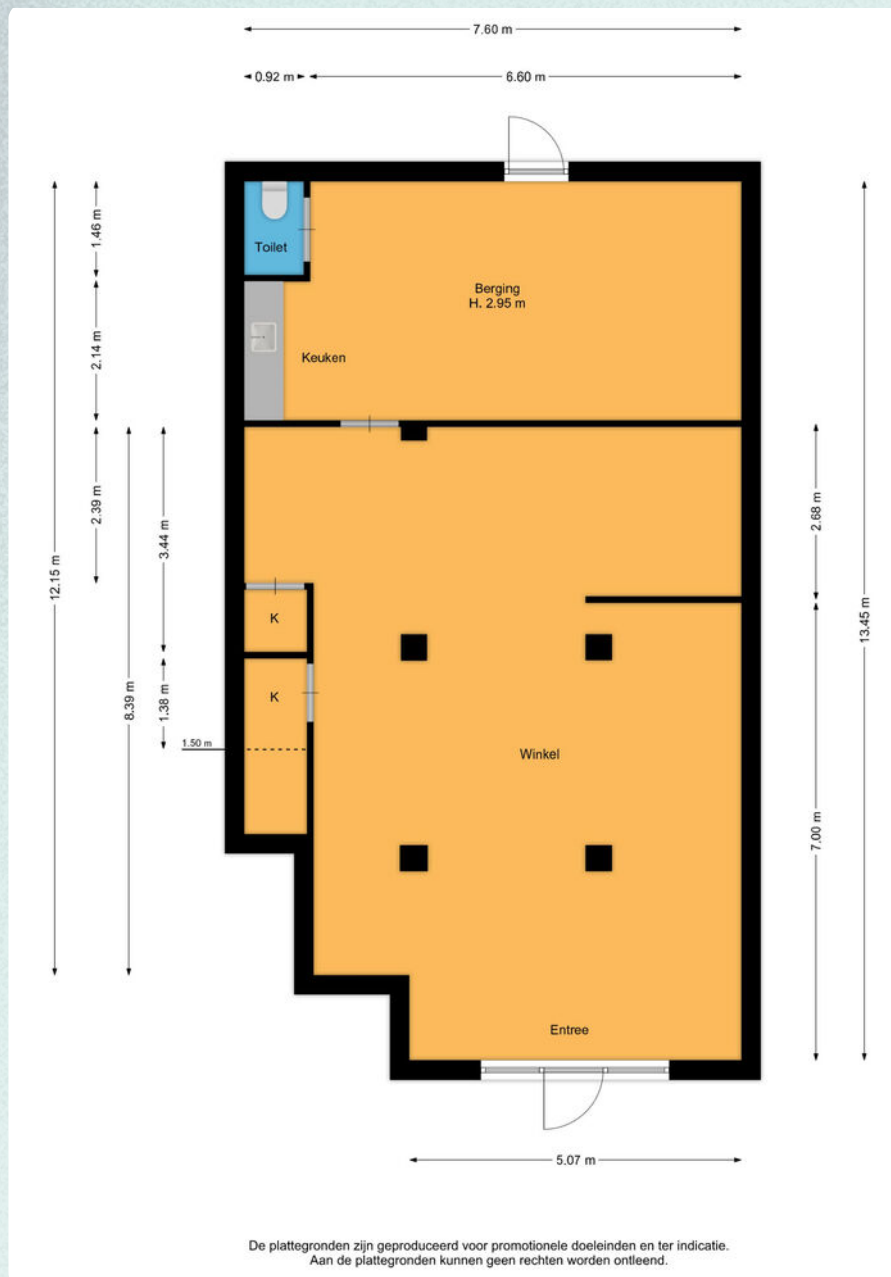 7.60 m
0.92 m
6.60 m
Toilet
1.46 m
Berging
H. 2.95 m
2.14 m
Keuken
2.39 m
3.44 m
2.68 m
12.15 m
13.45 m
K
8.39 m
1.38 m
K
1.50 m
Winkel
7.00 m
Entree
5.07 m
De plattegronden zijn geproduceerd voor promotionele doeleinden en ter indicatie.
Aan de plattegronden kunnen geen rechten worden ontleend.